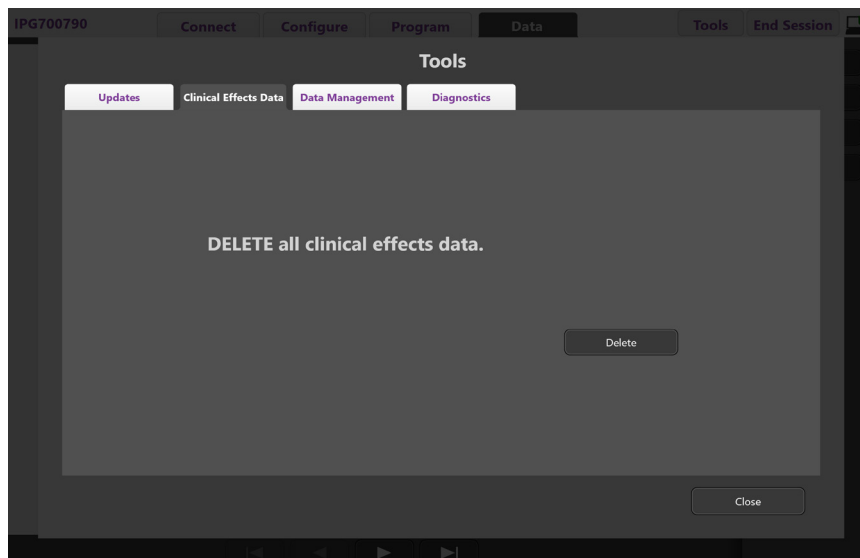 IPG700790 Connect Configure Program Data Tools End Session
Tools
Updates Clinical Effects Data Data Management Diagnostics
DELETE all clinical effects data.
Delete
Close